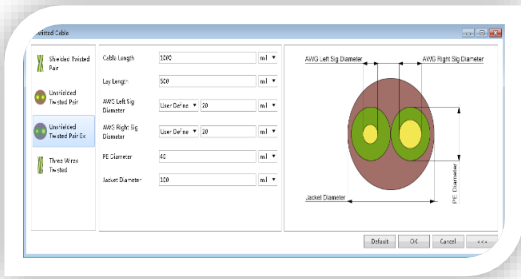 Twisted Cable
Shielded Twisted
Pair
Unshielded
Twisted Pair
Unshielded
Twisted Pair Ex
Three Wires
Twisted
Cable Length
mil
Lay Length
500
mil
AWG Left Sig
Diameter
User Define
20
mil
AWG Right Sig
Diameter
User Define
20
mil
PE Diameter
mil
Jacket Diameter
100
mil
AWG Left Sig Diameter
AWG Right Sig Diameter
Jacket Diameter
PE Diameter
Default
OK
Cancel
<<<